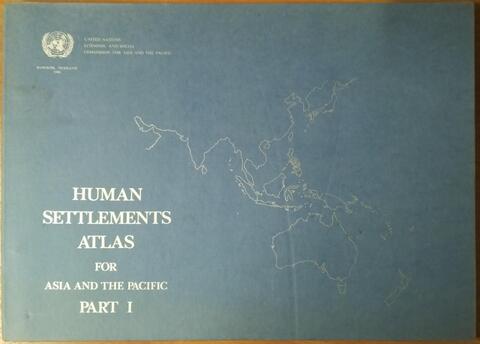 UNITED NATIONS
ECONOMIC AND SOCIAL
COMMISSION FOR ASIA AND THE PACIFIC
BANGKOK, THAILAND
HUMAN
SETTLEMENTS
ATLAS
FOR
ASIA AND THE PACIFIC
PART I